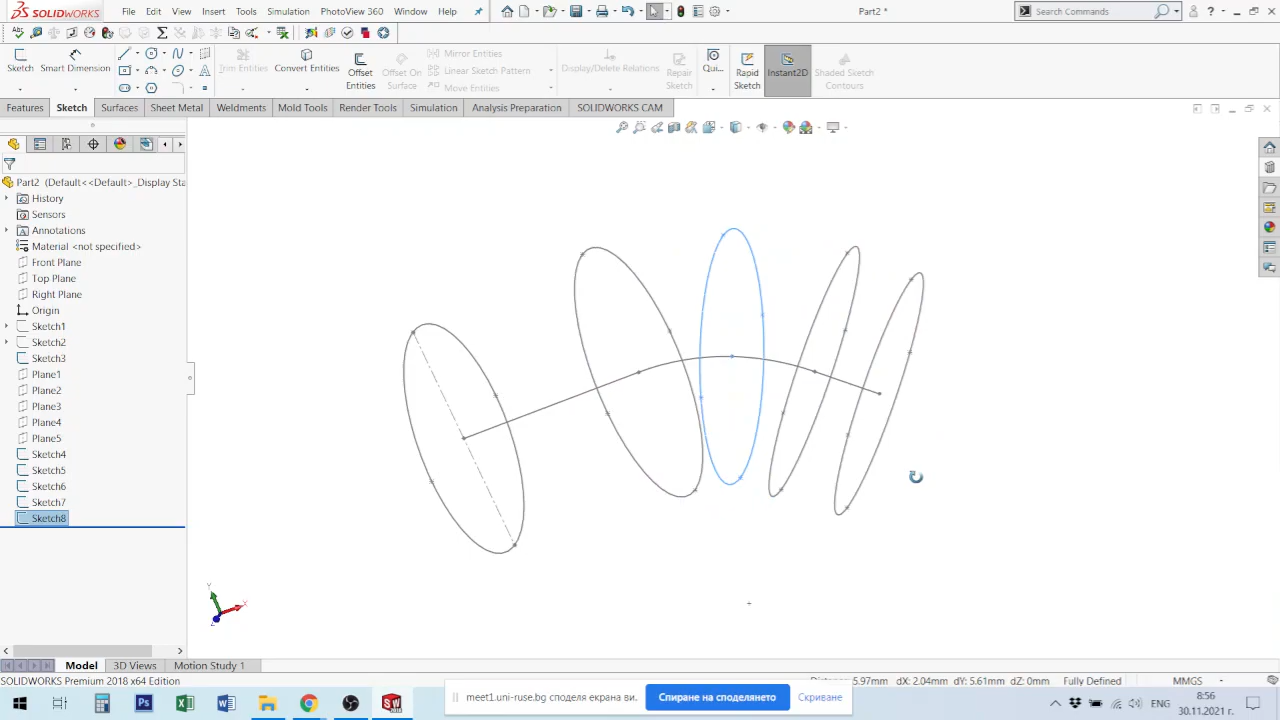 SOLIDWORKS File Edit View Insert Tools Simulation PhotoView 360 Window Help Part2 * Search Commands
Sketch Smart Dimension Trim Entities Convert Entities Offset Entities Offset On Surface Mirror Entities Linear Sketch Pattern Move Entities Display/Delete Relations Repair Sketch Qui... Rapid Sketch Instant2D Shaded Sketch Contours
Features Sketch Surfaces Sheet Metal Weldments Mold Tools Render Tools Simulation Analysis Preparation SOLIDWORKS CAM
Part2 (Default<<Default>_Display Sta
History
Sensors
Annotations
Material <not specified>
Front Plane
Top Plane
Right Plane
Origin
Sketch1
Sketch2
Sketch3
Plane1
Plane2
Plane3
Plane4
Plane5
Sketch4
Sketch5
Sketch6
Sketch7
Sketch8
Y
X
Z
Model 3D Views Motion Study 1
SOLIDWORKS Premium 2018 x64 Edition 5.97mm dX: 2.04mm dY: 5.61mm dZ: 0mm Fully Defined MMGS
meet1.uni-ruse.bg споделя екрана ви. Спиране на споделянето Скриване
ENG 8:56
30.11.2021 г.